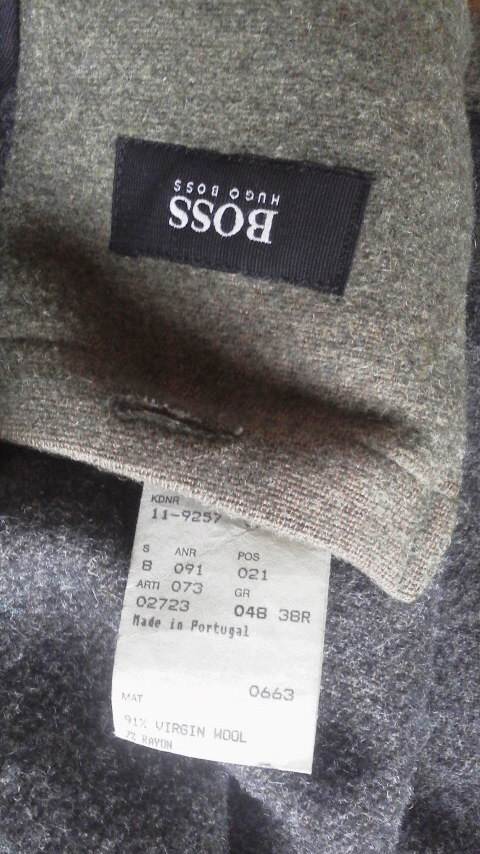 BOSS
HUGO BOSS
KDNR
11-9257
S ANR POS
8 091 021
ARTI 073 GR
02723 048 38R
Made in Portugal
0663
MAT
91% VIRGIN WOOL
7% RAYON